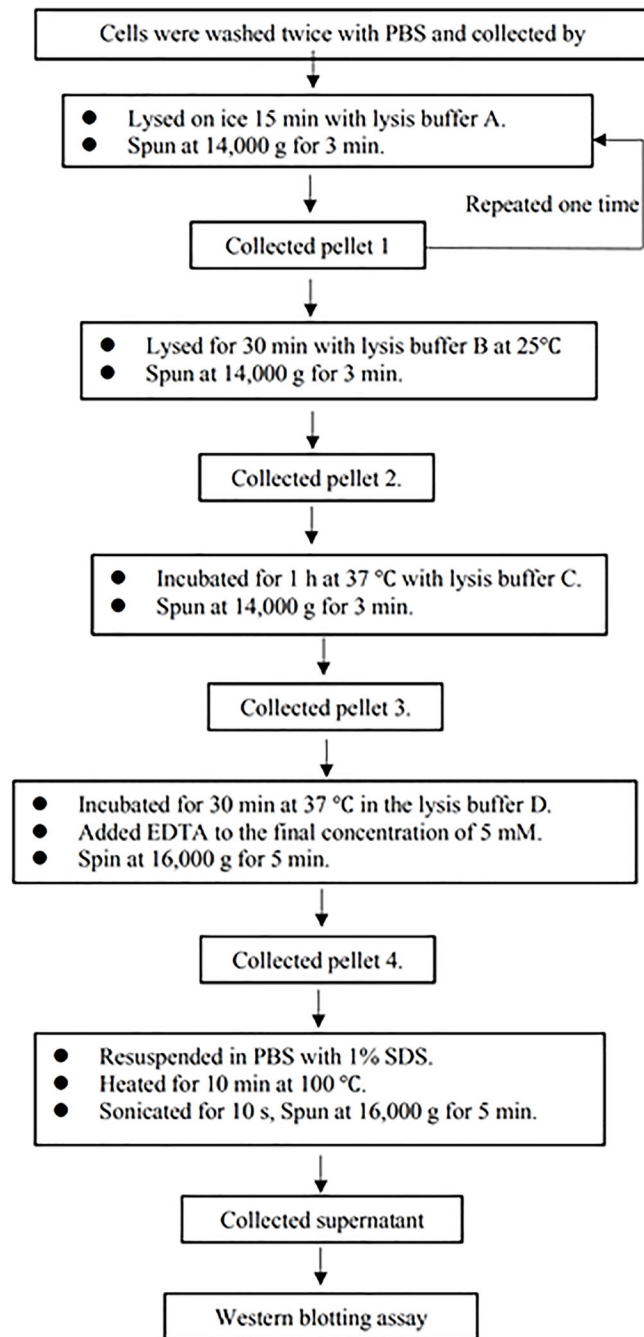 Cells were washed twice with PBS and collected by
● Lysed on ice 15 min with lysis buffer A.
● Spun at 14,000 g for 3 min.
Repeated one time
Collected pellet 1
● Lysed for 30 min with lysis buffer B at 25℃
● Spun at 14,000 g for 3 min.
Collected pellet 2.
● Incubated for 1 h at 37 ℃ with lysis buffer C.
● Spun at 14,000 g for 3 min.
Collected pellet 3.
● Incubated for 30 min at 37 ℃ in the lysis buffer D.
● Added EDTA to the final concentration of 5 mM.
● Spin at 16,000 g for 5 min.
Collected pellet 4.
● Resuspended in PBS with 1% SDS.
● Heated for 10 min at 100 ℃.
● Sonicated for 10 s, Spun at 16,000 g for 5 min.
Collected supernatant
Western blotting assay